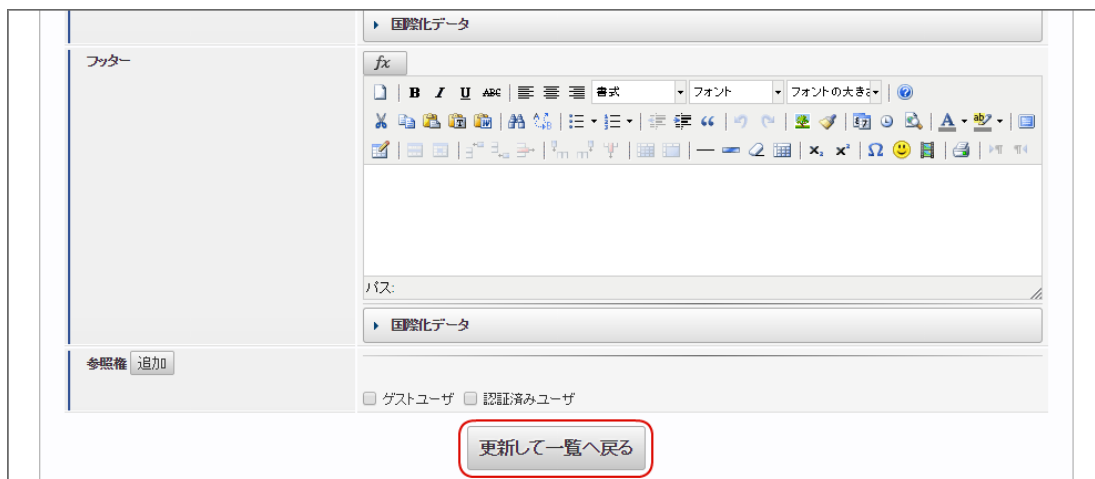 国際化データ
フッター
fx
B I U ABC 書式 フォント フォントの大きさ
パス:
国際化データ
参照権 追加
ゲストユーザ 認証済みユーザ
更新して一覧へ戻る